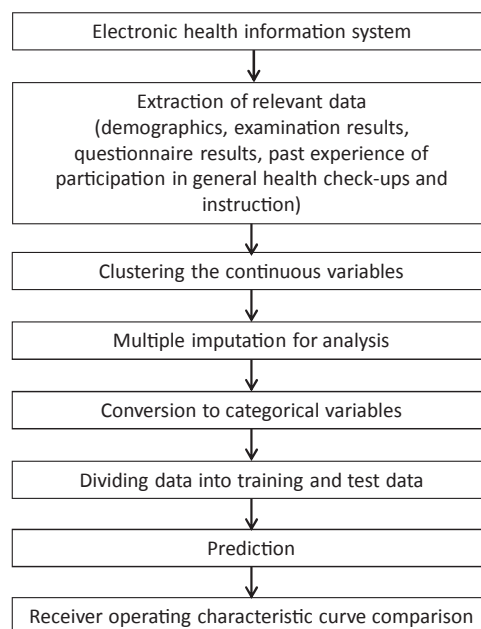 Electronic health information system
Extraction of relevant data
(demographics, examination results,
questionnaire results, past experience of
participation in general health check-ups and
instruction)
Clustering the continuous variables
Multiple imputation for analysis
Conversion to categorical variables
Dividing data into training and test data
Prediction
Receiver operating characteristic curve comparison